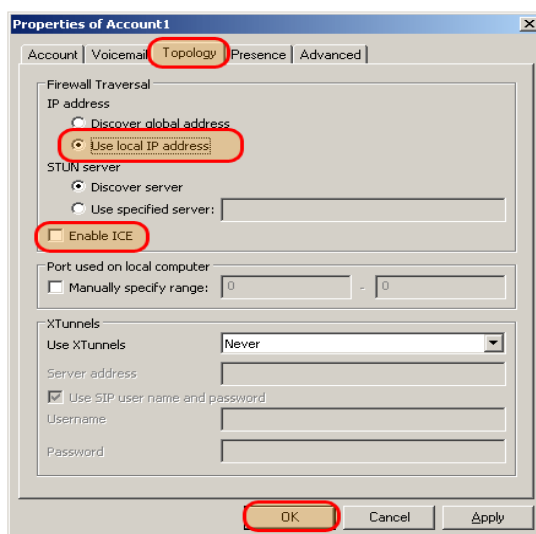 Properties of Account1
Account Voicemail Topology Presence Advanced
Firewall Traversal
IP address
Discover global address
Use local IP address
STUN server
Discover server
Use specified server:
Enable ICE
Port used on local computer
Manually specify range: 0 - 0
XTunnels
Use XTunnels Never
Server address
Use SIP user name and password
Username
Password
OK Cancel Apply